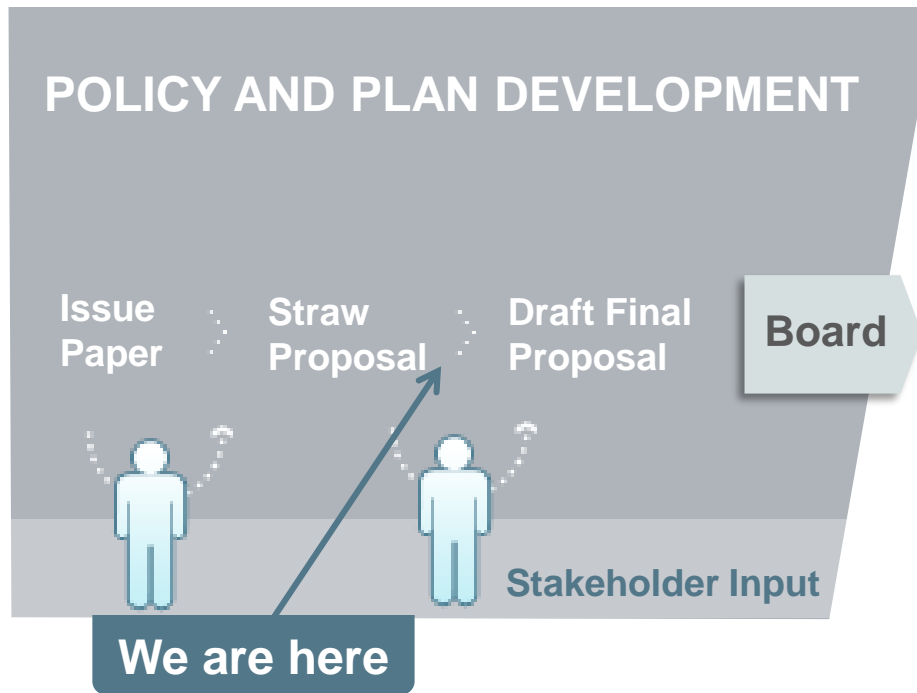 POLICY AND PLAN DEVELOPMENT
Issue
Paper
Straw
Proposal
Draft Final
Proposal
Board
Stakeholder Input
We are here